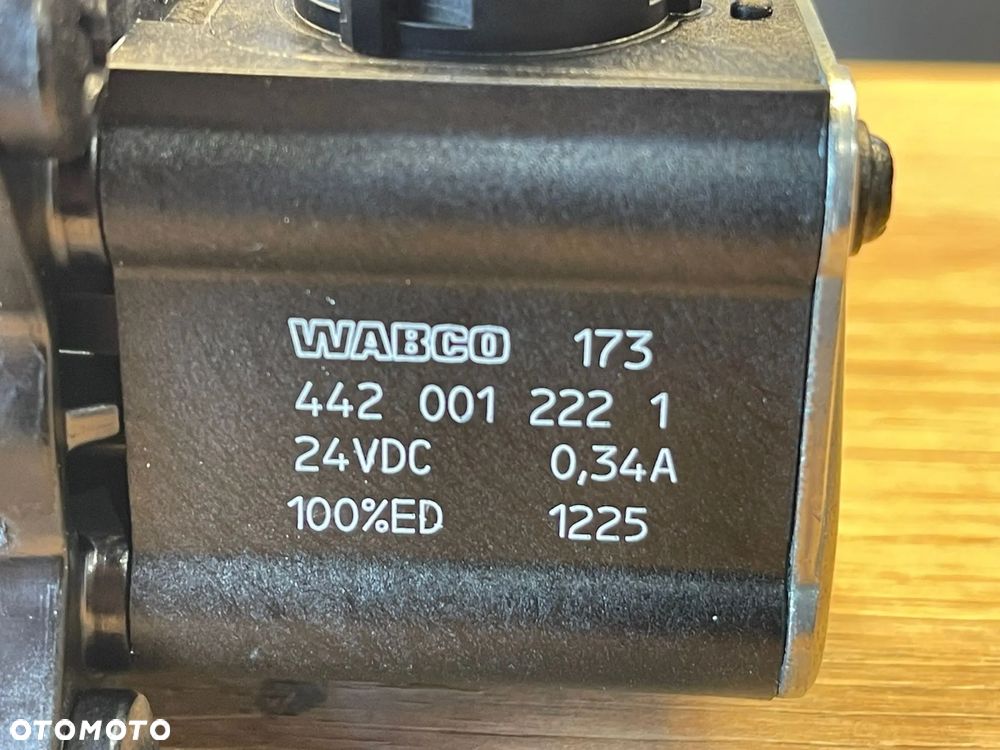 WABCO 173
442 001 222 1
24VDC 0,34A
100%ED 1225
OTOMOTO